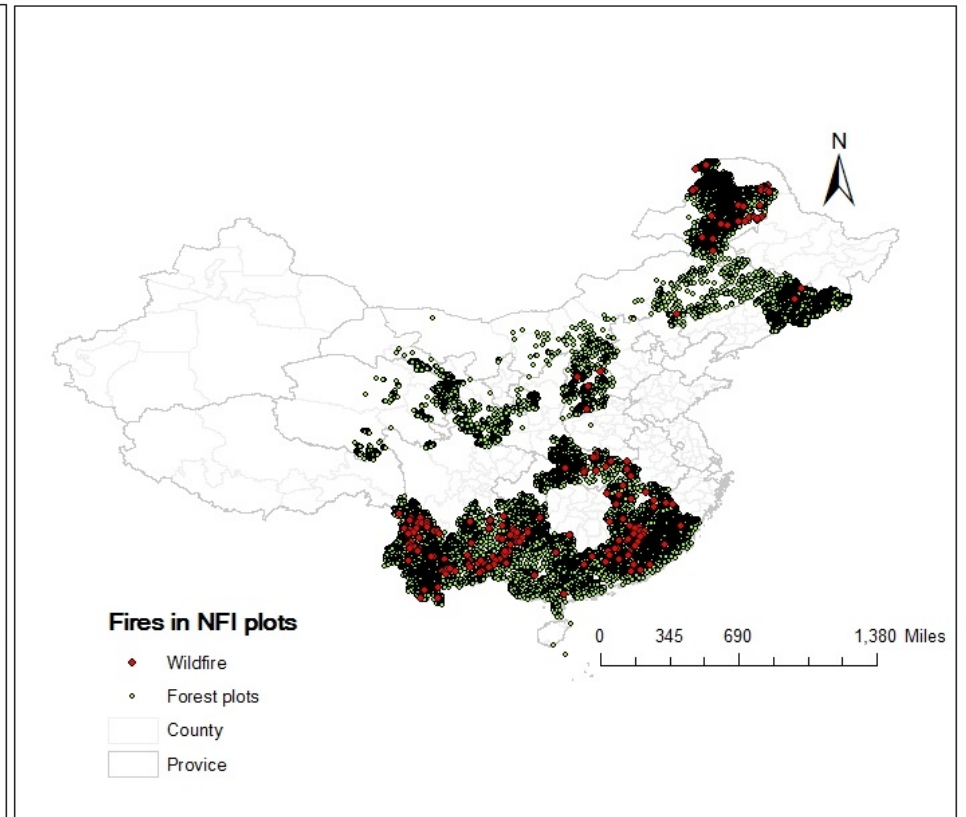 N
Fires in NFI plots
Wildfire
Forest plots
County
Provice
0 345 690 1,380 Miles